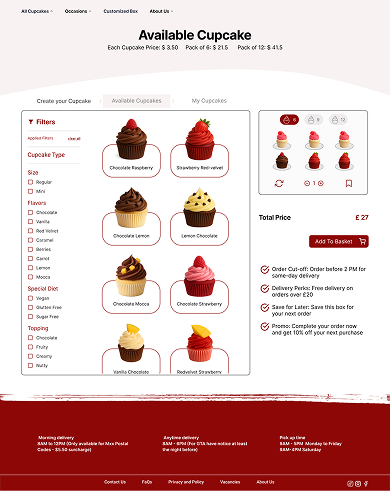 All Cupcakes Occasions Customized Box About Us
Available Cupcake
Each Cupcake Price: $ 3.50 Pack of 6: $ 21.5 Pack of 12: $ 41.5
Create your Cupcake Available Cupcakes My Cupcakes
Filters
Applied Filters clear all
Cupcake Type
Size
Regular
Mini
Flavors
Chocolate
Vanilla
Red Velvet
Caramel
Berries
Carrot
Lemon
Mocca
Special Diet
Vegan
Gluten Free
Sugar Free
Topping
Chocolate
Fruity
Creamy
Nutty
Chocolate Raspberry Strawberry Red-velvet
Chocolate Lemon Lemon Chocolate
Chocolate Mocca Chocolate Strawberry
Vanilla Chocolate Redvelvet Strawberry
6 9 12
1
Total Price £ 27
Add To Basket
Order Cut-off: Order before 2 PM for
same-day delivery
Delivery Perks: Free delivery on
orders over £20
Save for Later: Save this box for
your next order
Promo: Complete your order now
and get 10% off your next purchase
Morning delivery
8AM to 12PM (Only available for Mxx Postal
Codes - $5.50 surcharge)
Anytime delivery
8AM - 6PM (For GTA have notice at least
the night before)
Pick up time
8AM - 5PM Monday to Friday
9AM-4PM Saturday
Contact Us FaQs Privacy and Policy Vacancies About Us